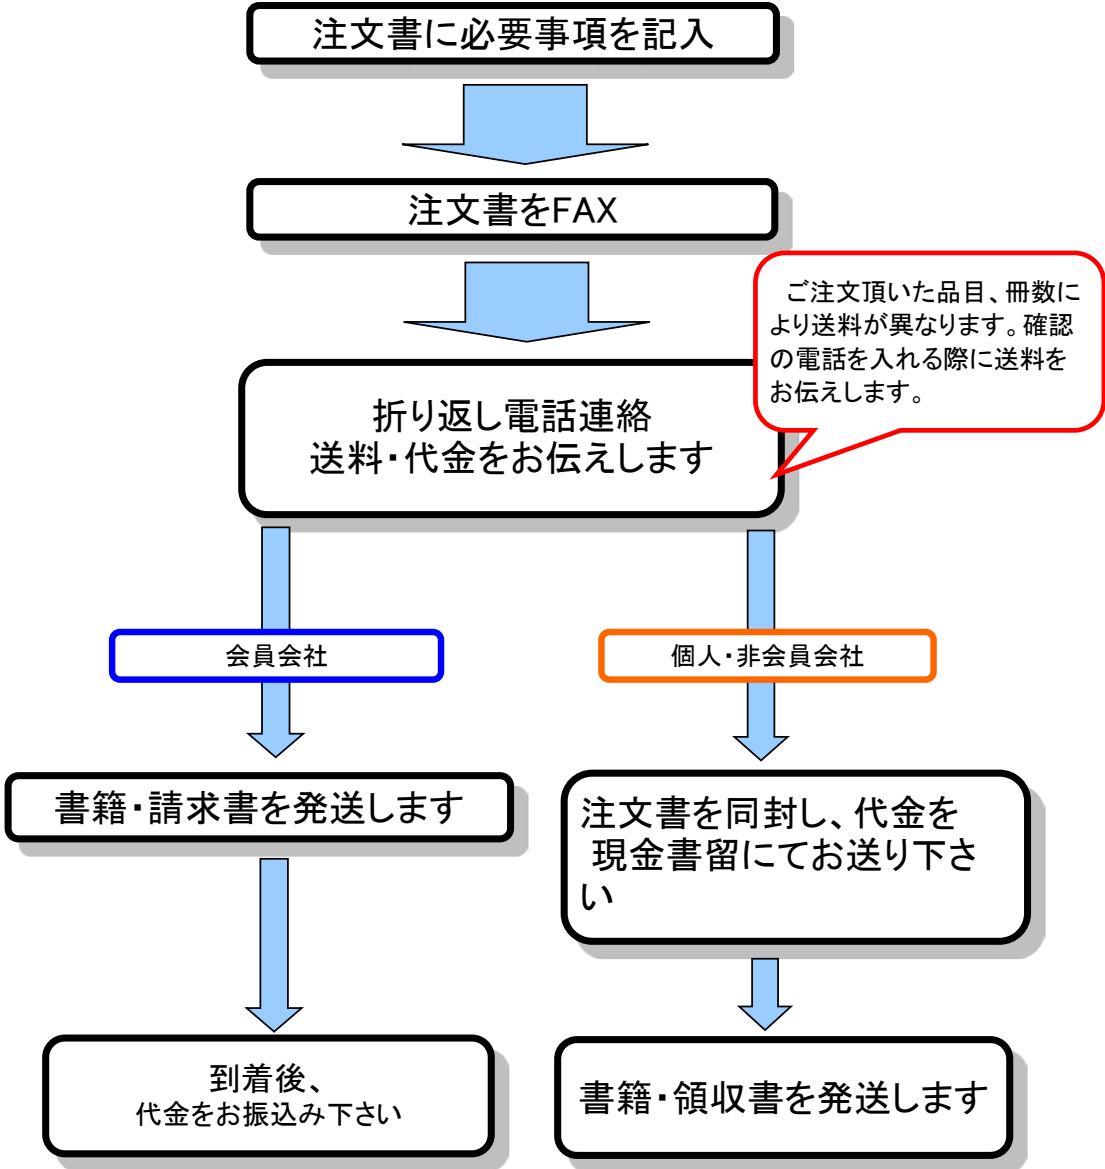 注文書に必要事項を記入
注文書をFAX
ご注文頂いた品目、冊数に
より送料が異なります。確認
の電話を入れる際に送料を
お伝えします。
折り返し電話連絡
送料・代金をお伝えします
会員会社
個人・非会員会社
書籍・請求書を発送します
注文書を同封し、代金を
現金書留にてお送り下さ
い
到着後、
代金をお振込み下さい
書籍・領収書を発送します